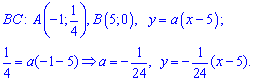 BC: A(-1; 1/4), B(5; 0), y = a(x-5);
1/4 = a(-1-5) ⇒ a = -1/24, y = -1/24(x-5).